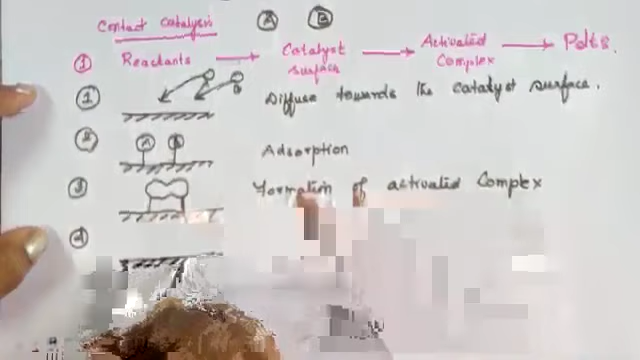 Contact Catalysis Ⓐ Ⓑ
① Reactants → Catalyst surface → Activated Complex → Pdts.
① Diffuse towards the catalyst surface.
② A B Adsorption
③ Formation of activated Complex
④